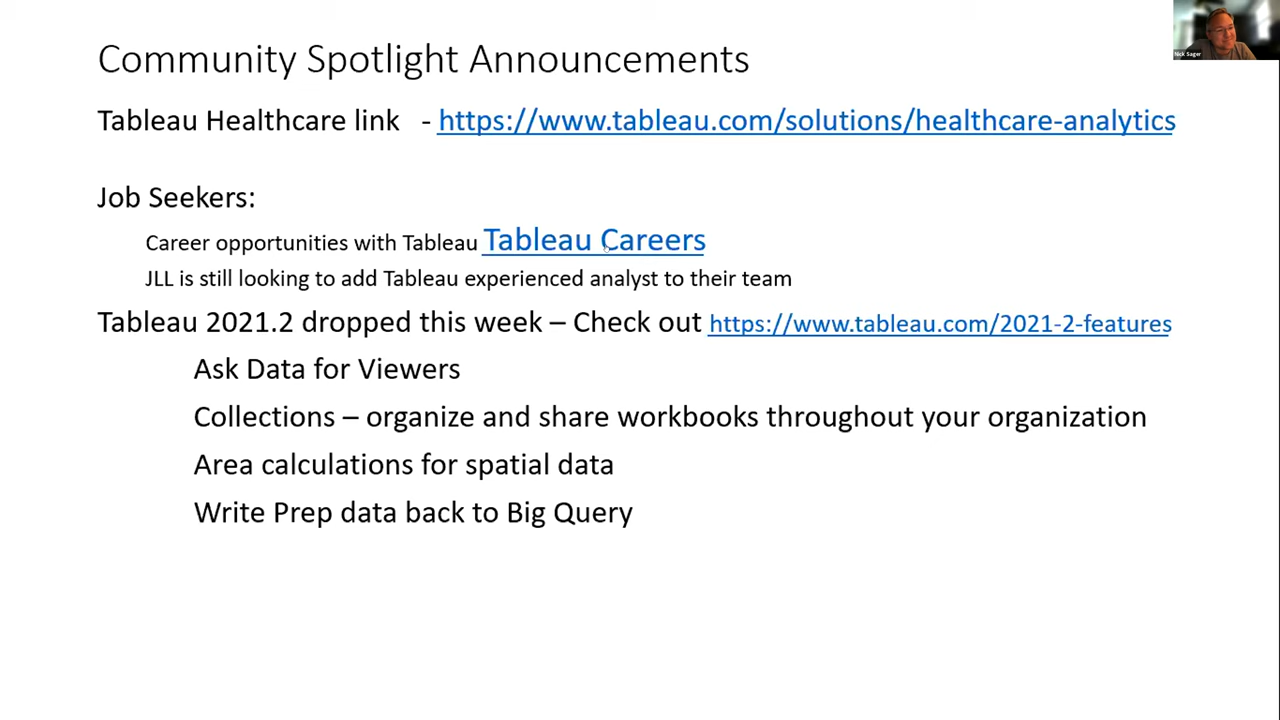 Community Spotlight Announcements
Nick Sager
Tableau Healthcare link - https://www.tableau.com/solutions/healthcare-analytics
Job Seekers:
Career opportunities with Tableau Tableau Careers
JLL is still looking to add Tableau experienced analyst to their team
Tableau 2021.2 dropped this week – Check out https://www.tableau.com/2021-2-features
Ask Data for Viewers
Collections – organize and share workbooks throughout your organization
Area calculations for spatial data
Write Prep data back to Big Query